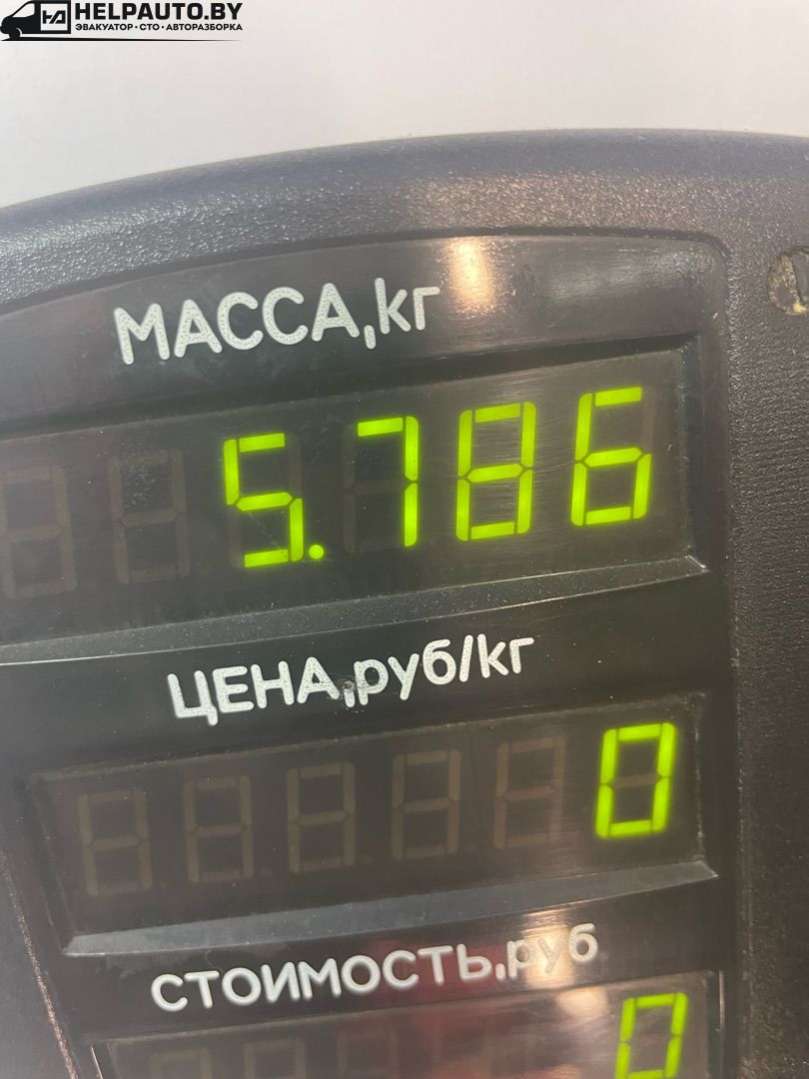 HELPAUTO.BY
ЭВАКУАТОР • СТО • АВТОРАЗБОРКА
МАССА,кг
5.786
ЦЕНА,руб/кг
0
СТОИМОСТЬ,руб
0